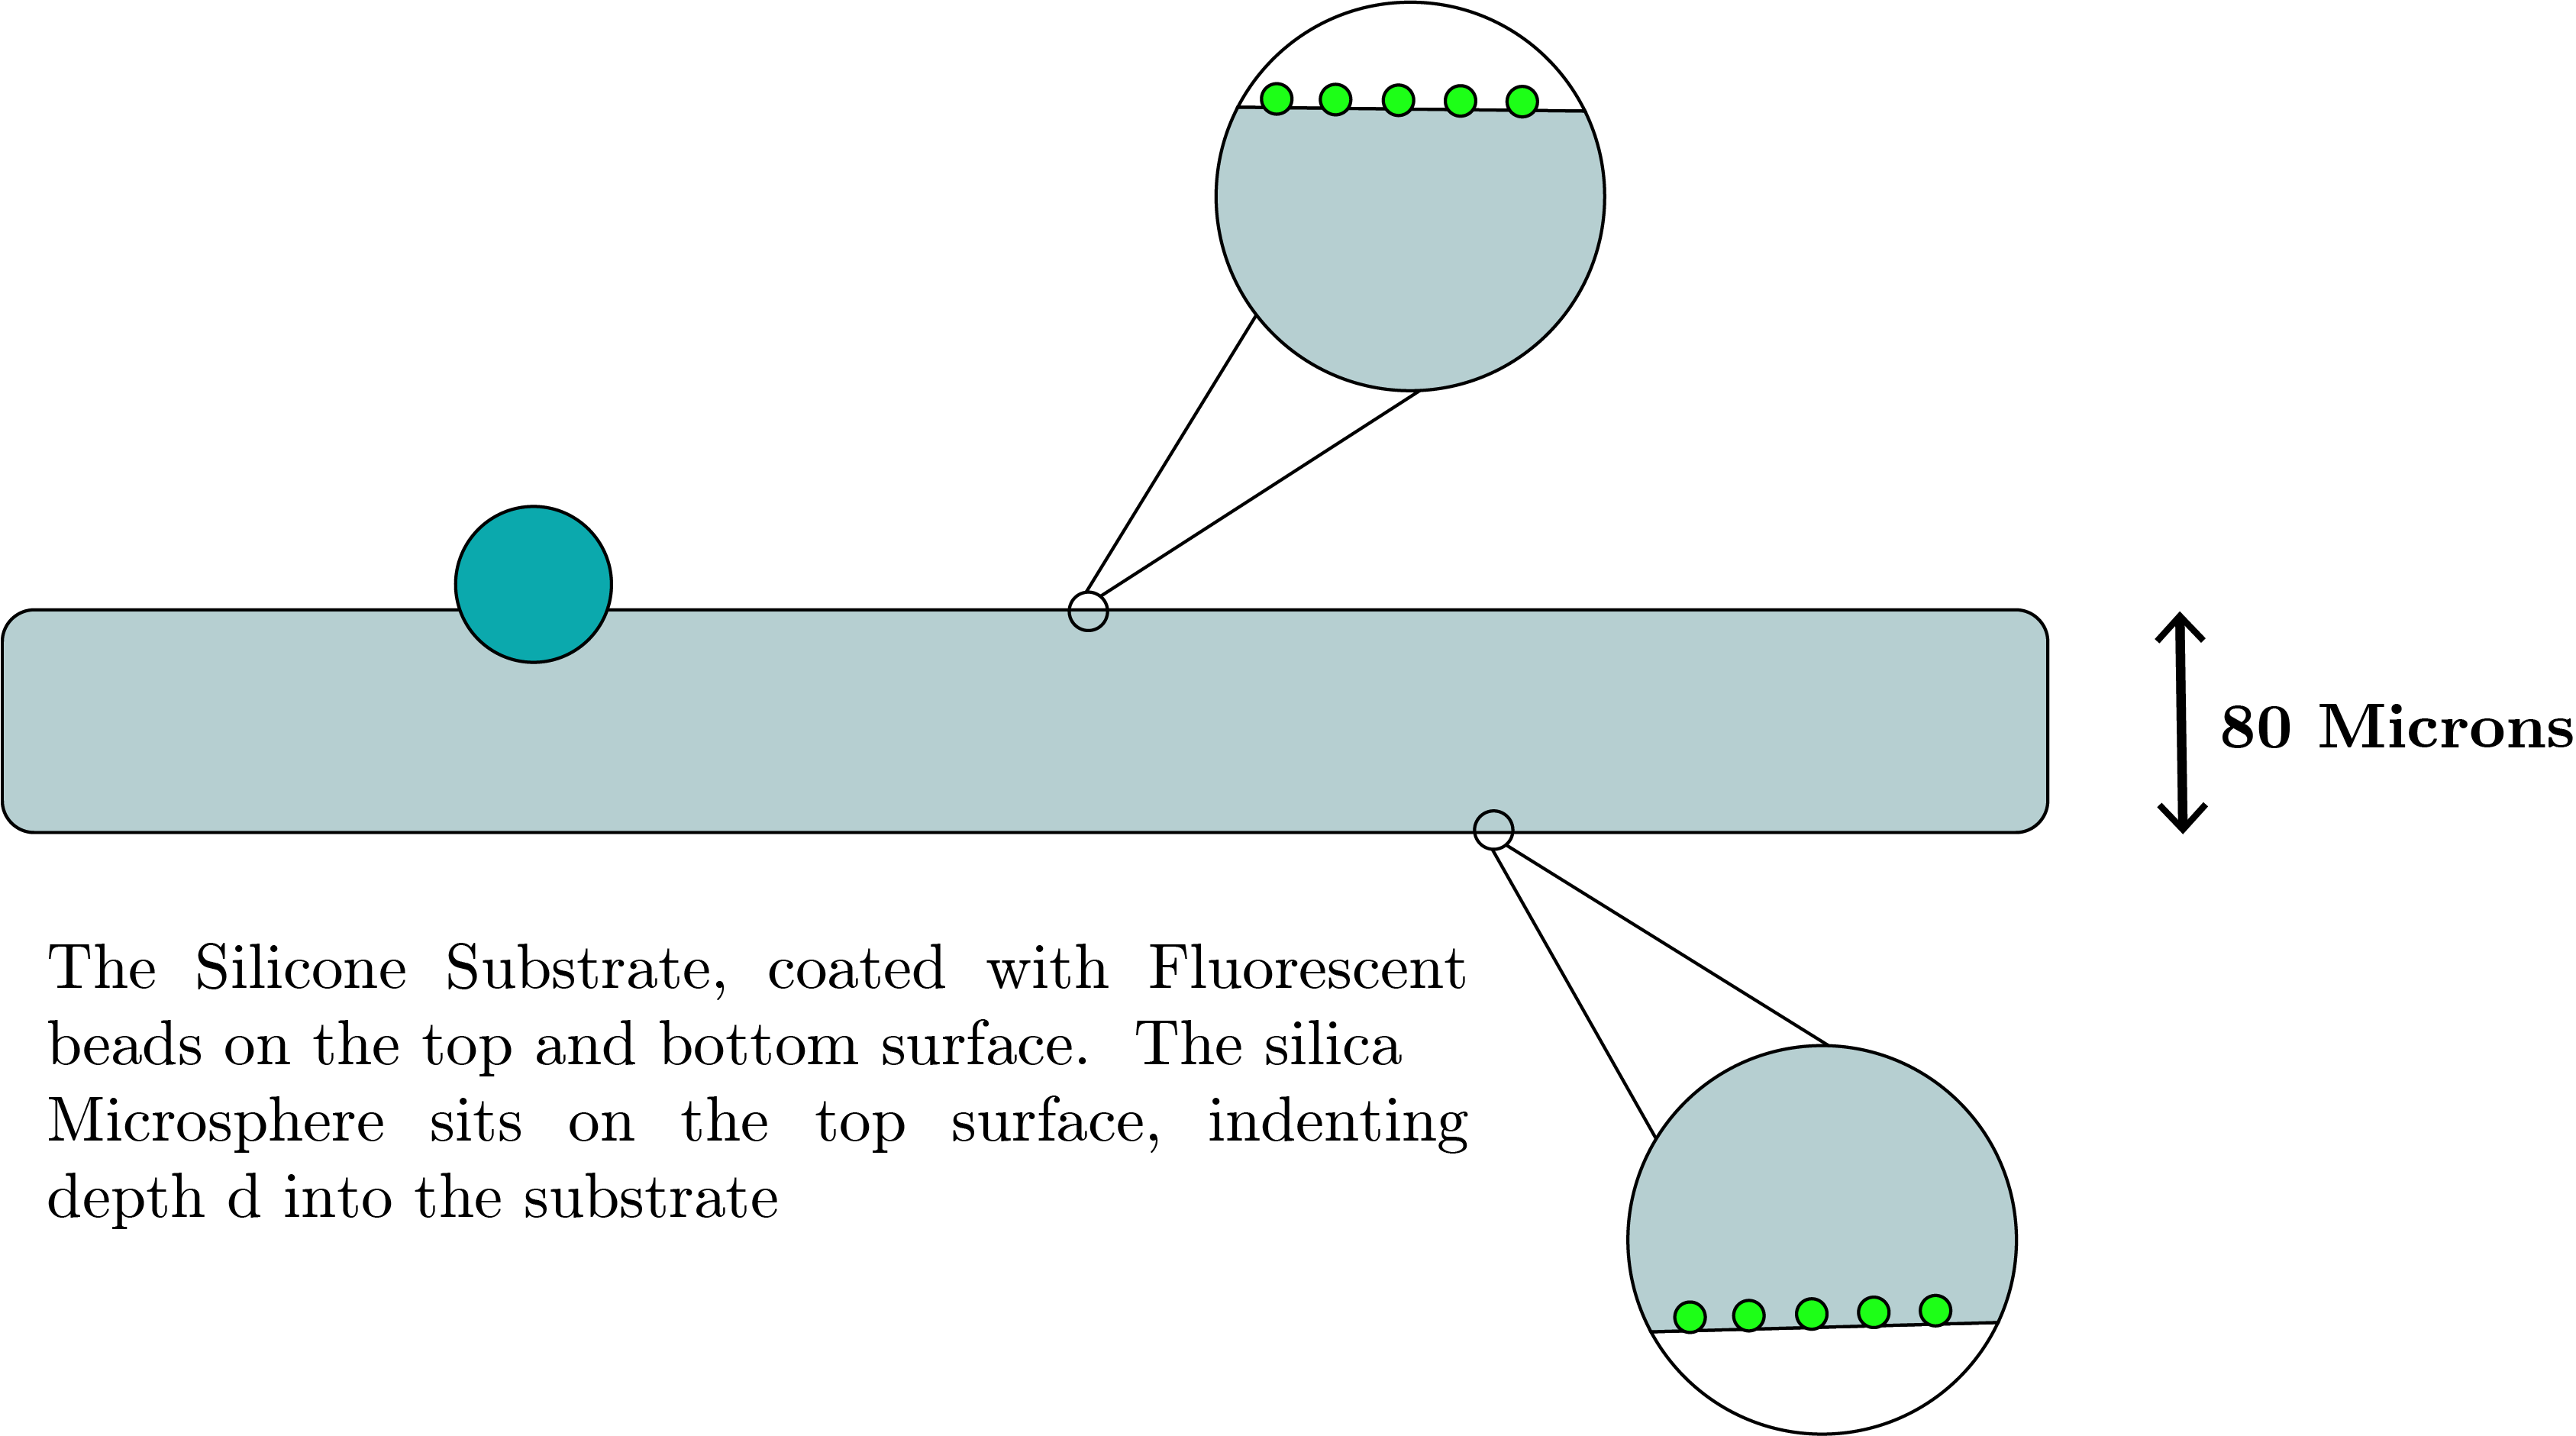 80 Microns
The Silicone Substrate, coated with Fluorescent
beads on the top and bottom surface. The silica
Microsphere sits on the top surface, indenting
depth d into the substrate